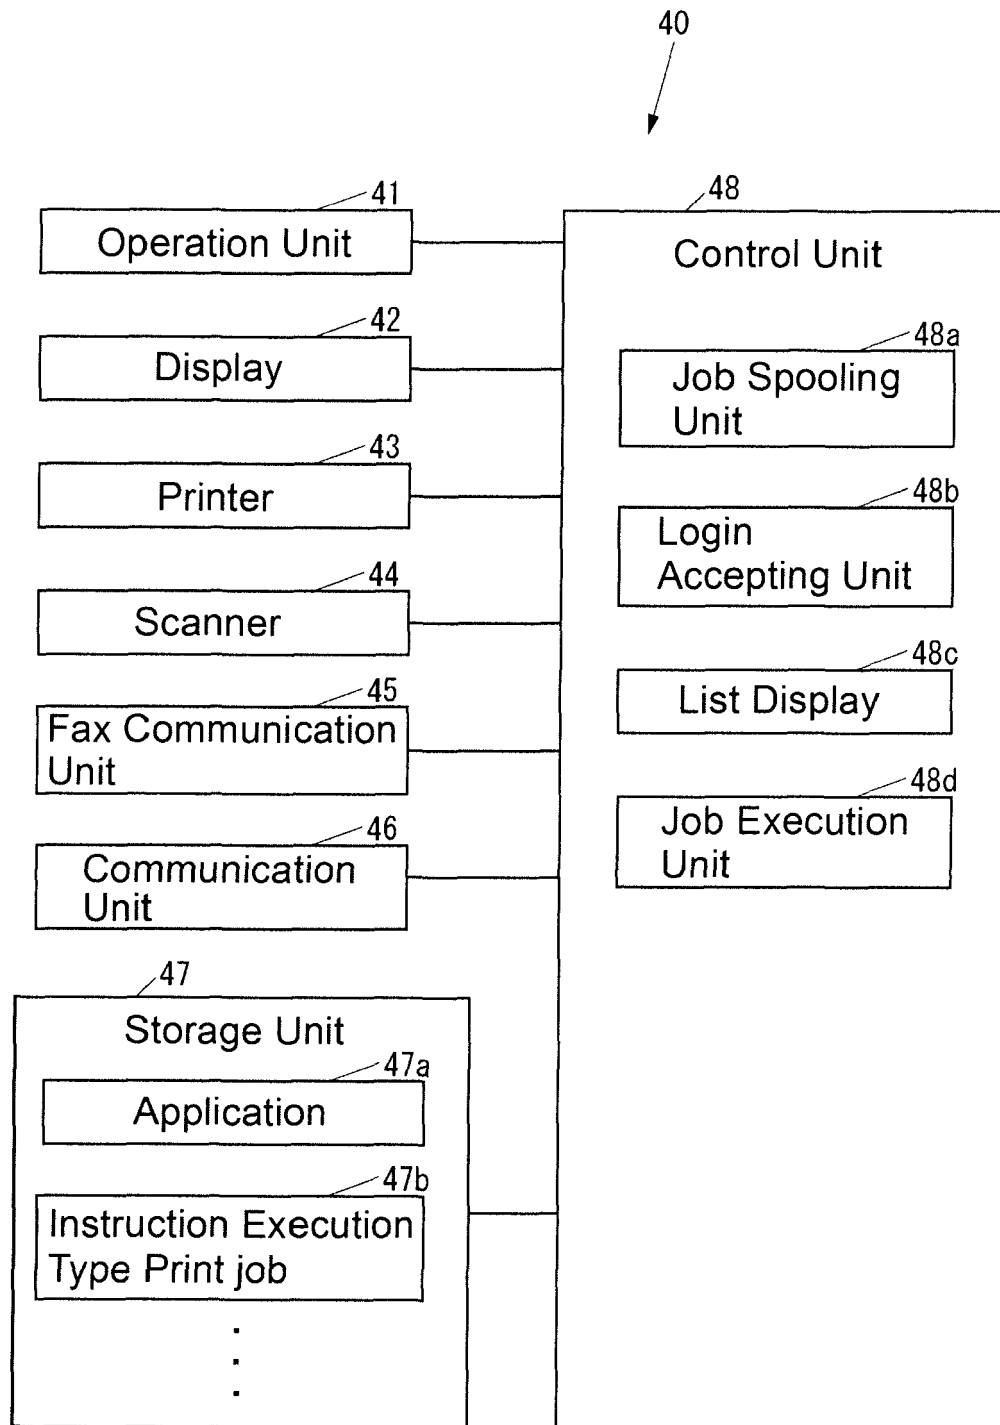 40
41
Operation Unit
42
Display
43
Printer
44
Scanner
45
Fax Communication
Unit
46
Communication
Unit
47
Storage Unit
47a
Application
47b
Instruction Execution
Type Print job
48
Control Unit
48a
Job Spooling
Unit
48b
Login
Accepting Unit
48c
List Display
48d
Job Execution
Unit